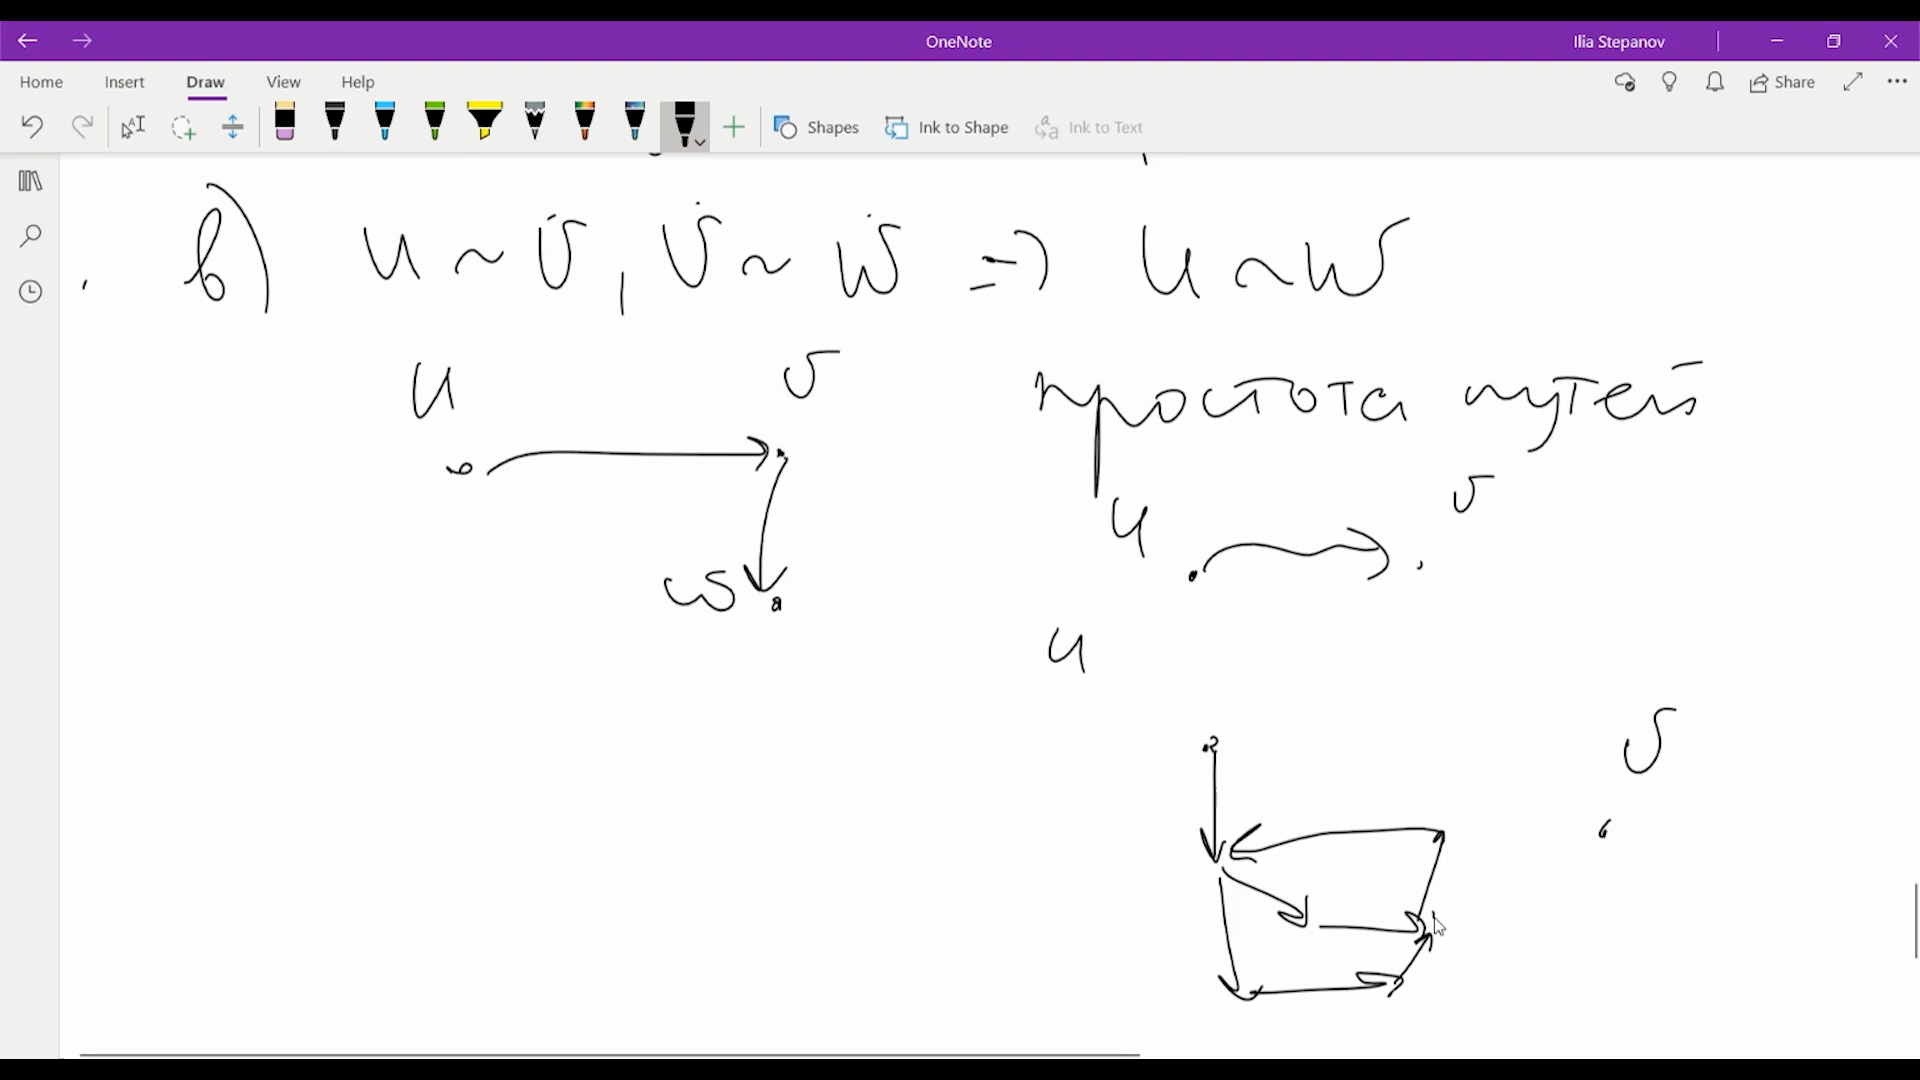 OneNote
Ilia Stepanov
Home Insert Draw View Help
Share
Shapes Ink to Shape Ink to Text
в) u ~ v, v ~ w => u ~ w
u v
простота путей
u v
w
u
v